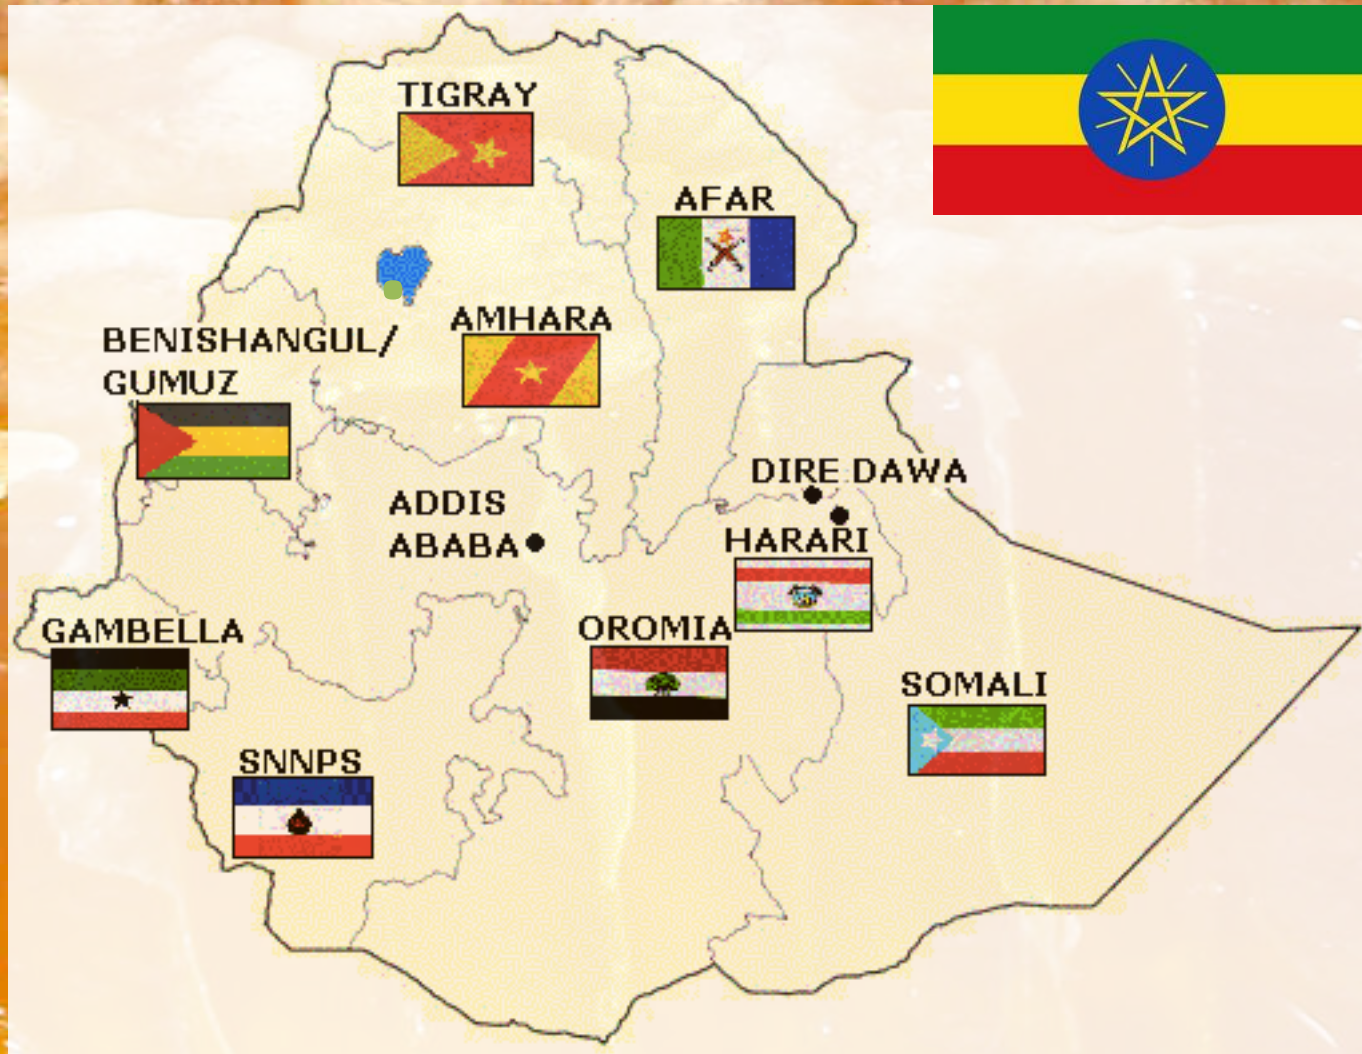 TIGRAY
AFAR
AMHARA
BENISHANGUL/
GUMUZ
DIRE DAWA
ADDIS
ABABA
HARARI
GAMBELLA
OROMIA
SOMALI
SNNPS